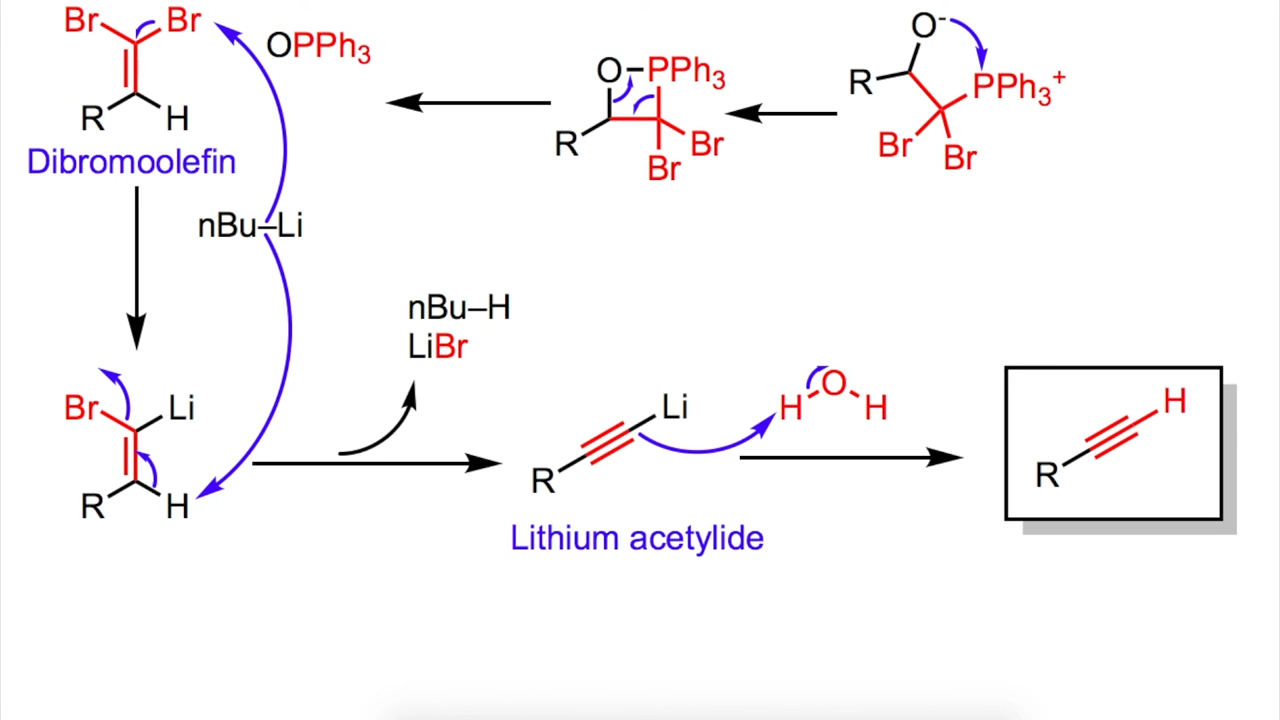 Br Br
OPPh3
R H
Dibromoolefin
O–PPh3
R Br
Br
O-
R PPh3+
Br Br
nBu–Li
nBu–H
LiBr
Br Li
R H
Li
R
Lithium acetylide
O
H H
H
R